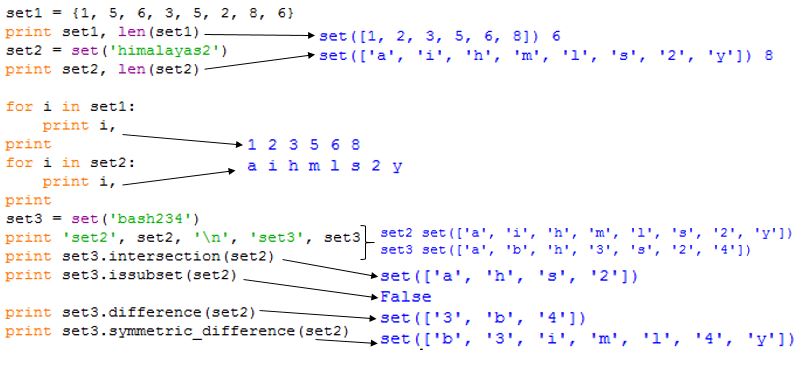 set1 = {1, 5, 6, 3, 5, 2, 8, 6}
print set1, len(set1) set([1, 2, 3, 5, 6, 8]) 6
set2 = set('himalayas2')
print set2, len(set2) set(['a', 'i', 'h', 'm', 'l', 's', '2', 'y']) 8
for i in set1:
print i,
print 1 2 3 5 6 8
for i in set2: a i h m l s 2 y
print i,
print
set3 = set('bash234')
print 'set2', set2, '\n', 'set3', set3 set2 set(['a', 'i', 'h', 'm', 'l', 's', '2', 'y'])
set3 set(['a', 'b', 'h', '3', 's', '2', '4'])
print set3.intersection(set2) set(['a', 'h', 's', '2'])
print set3.issubset(set2) False
print set3.difference(set2) set(['3', 'b', '4'])
print set3.symmetric_difference(set2) set(['b', '3', 'i', 'm', 'l', '4', 'y'])